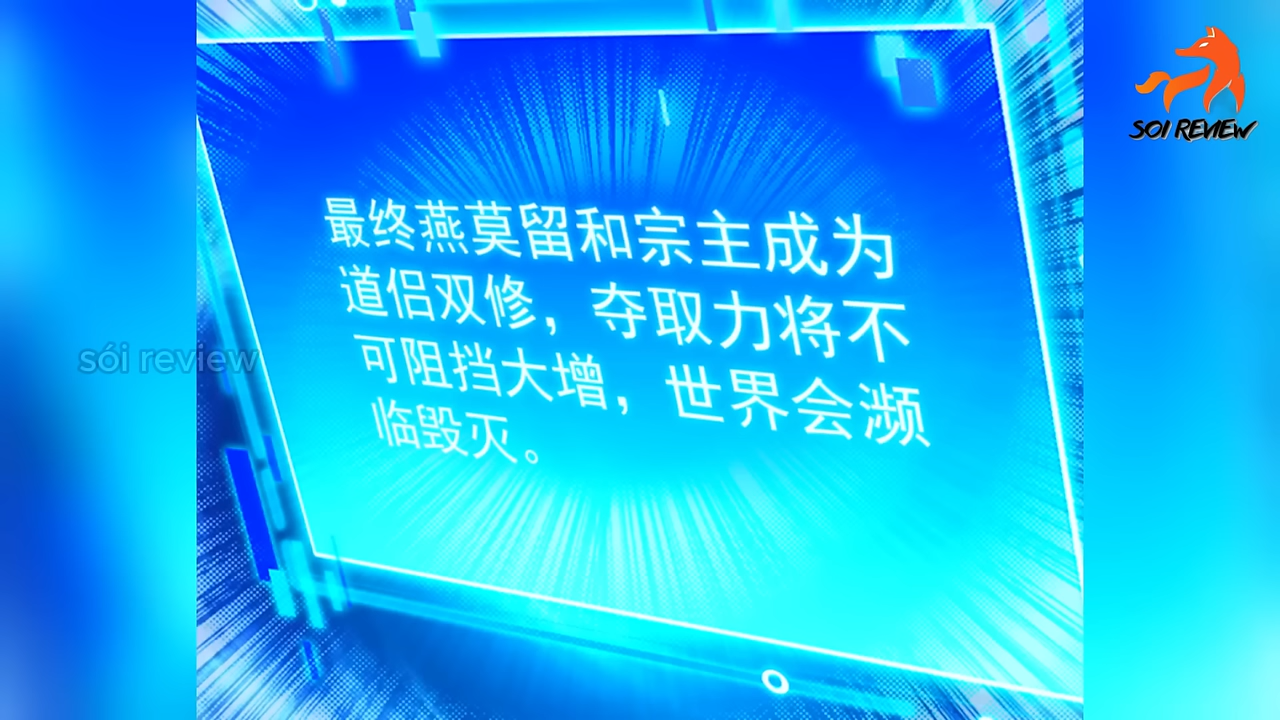 最终燕莫留和宗主成为
道侣双修，夺取力将不
可阻挡大增，世界会濒
临毁灭。
sói review
SOI REVIEW